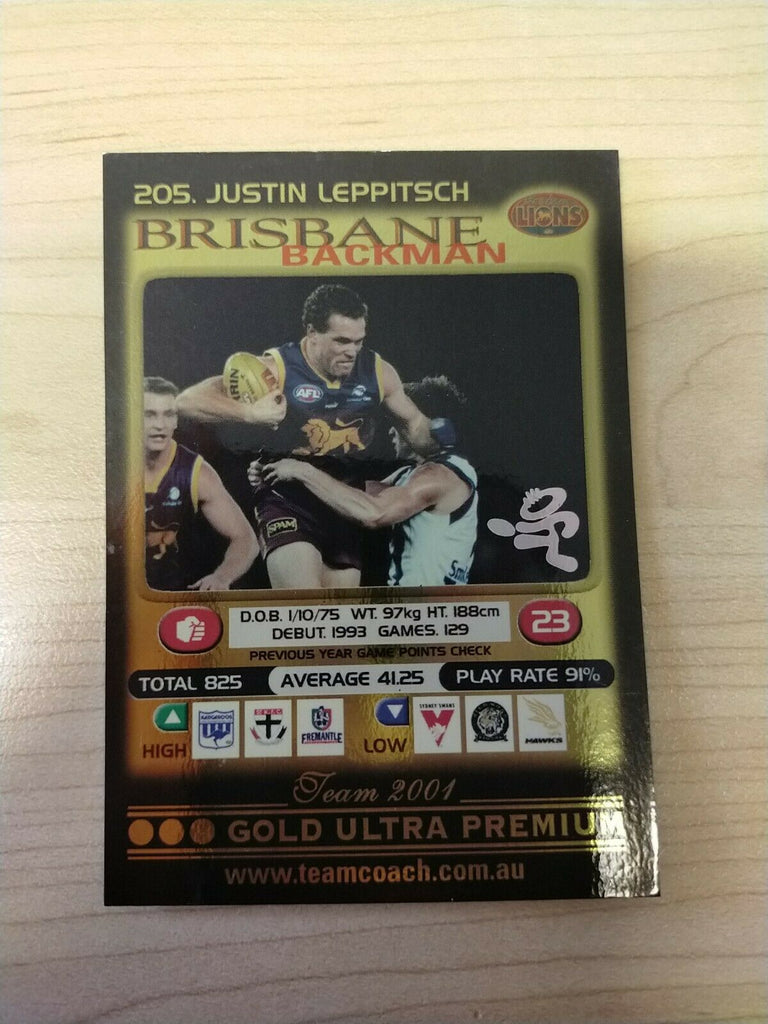 205. JUSTIN LEPPITSCH
LIONS
BRISBANE
BACKMAN
AFL
SPAM
D.O.B. 1/10/75 WT. 97kg HT. 188cm
DEBUT. 1993 GAMES. 129
23
PREVIOUS YEAR GAME POINTS CHECK
TOTAL 825 AVERAGE 41.25 PLAY RATE 91%
HIGH KANGAROOS FREMANTLE LOW SYDNEY SWANS HAWKS
Team 2001
GOLD ULTRA PREMIUM
www.teamcoach.com.au